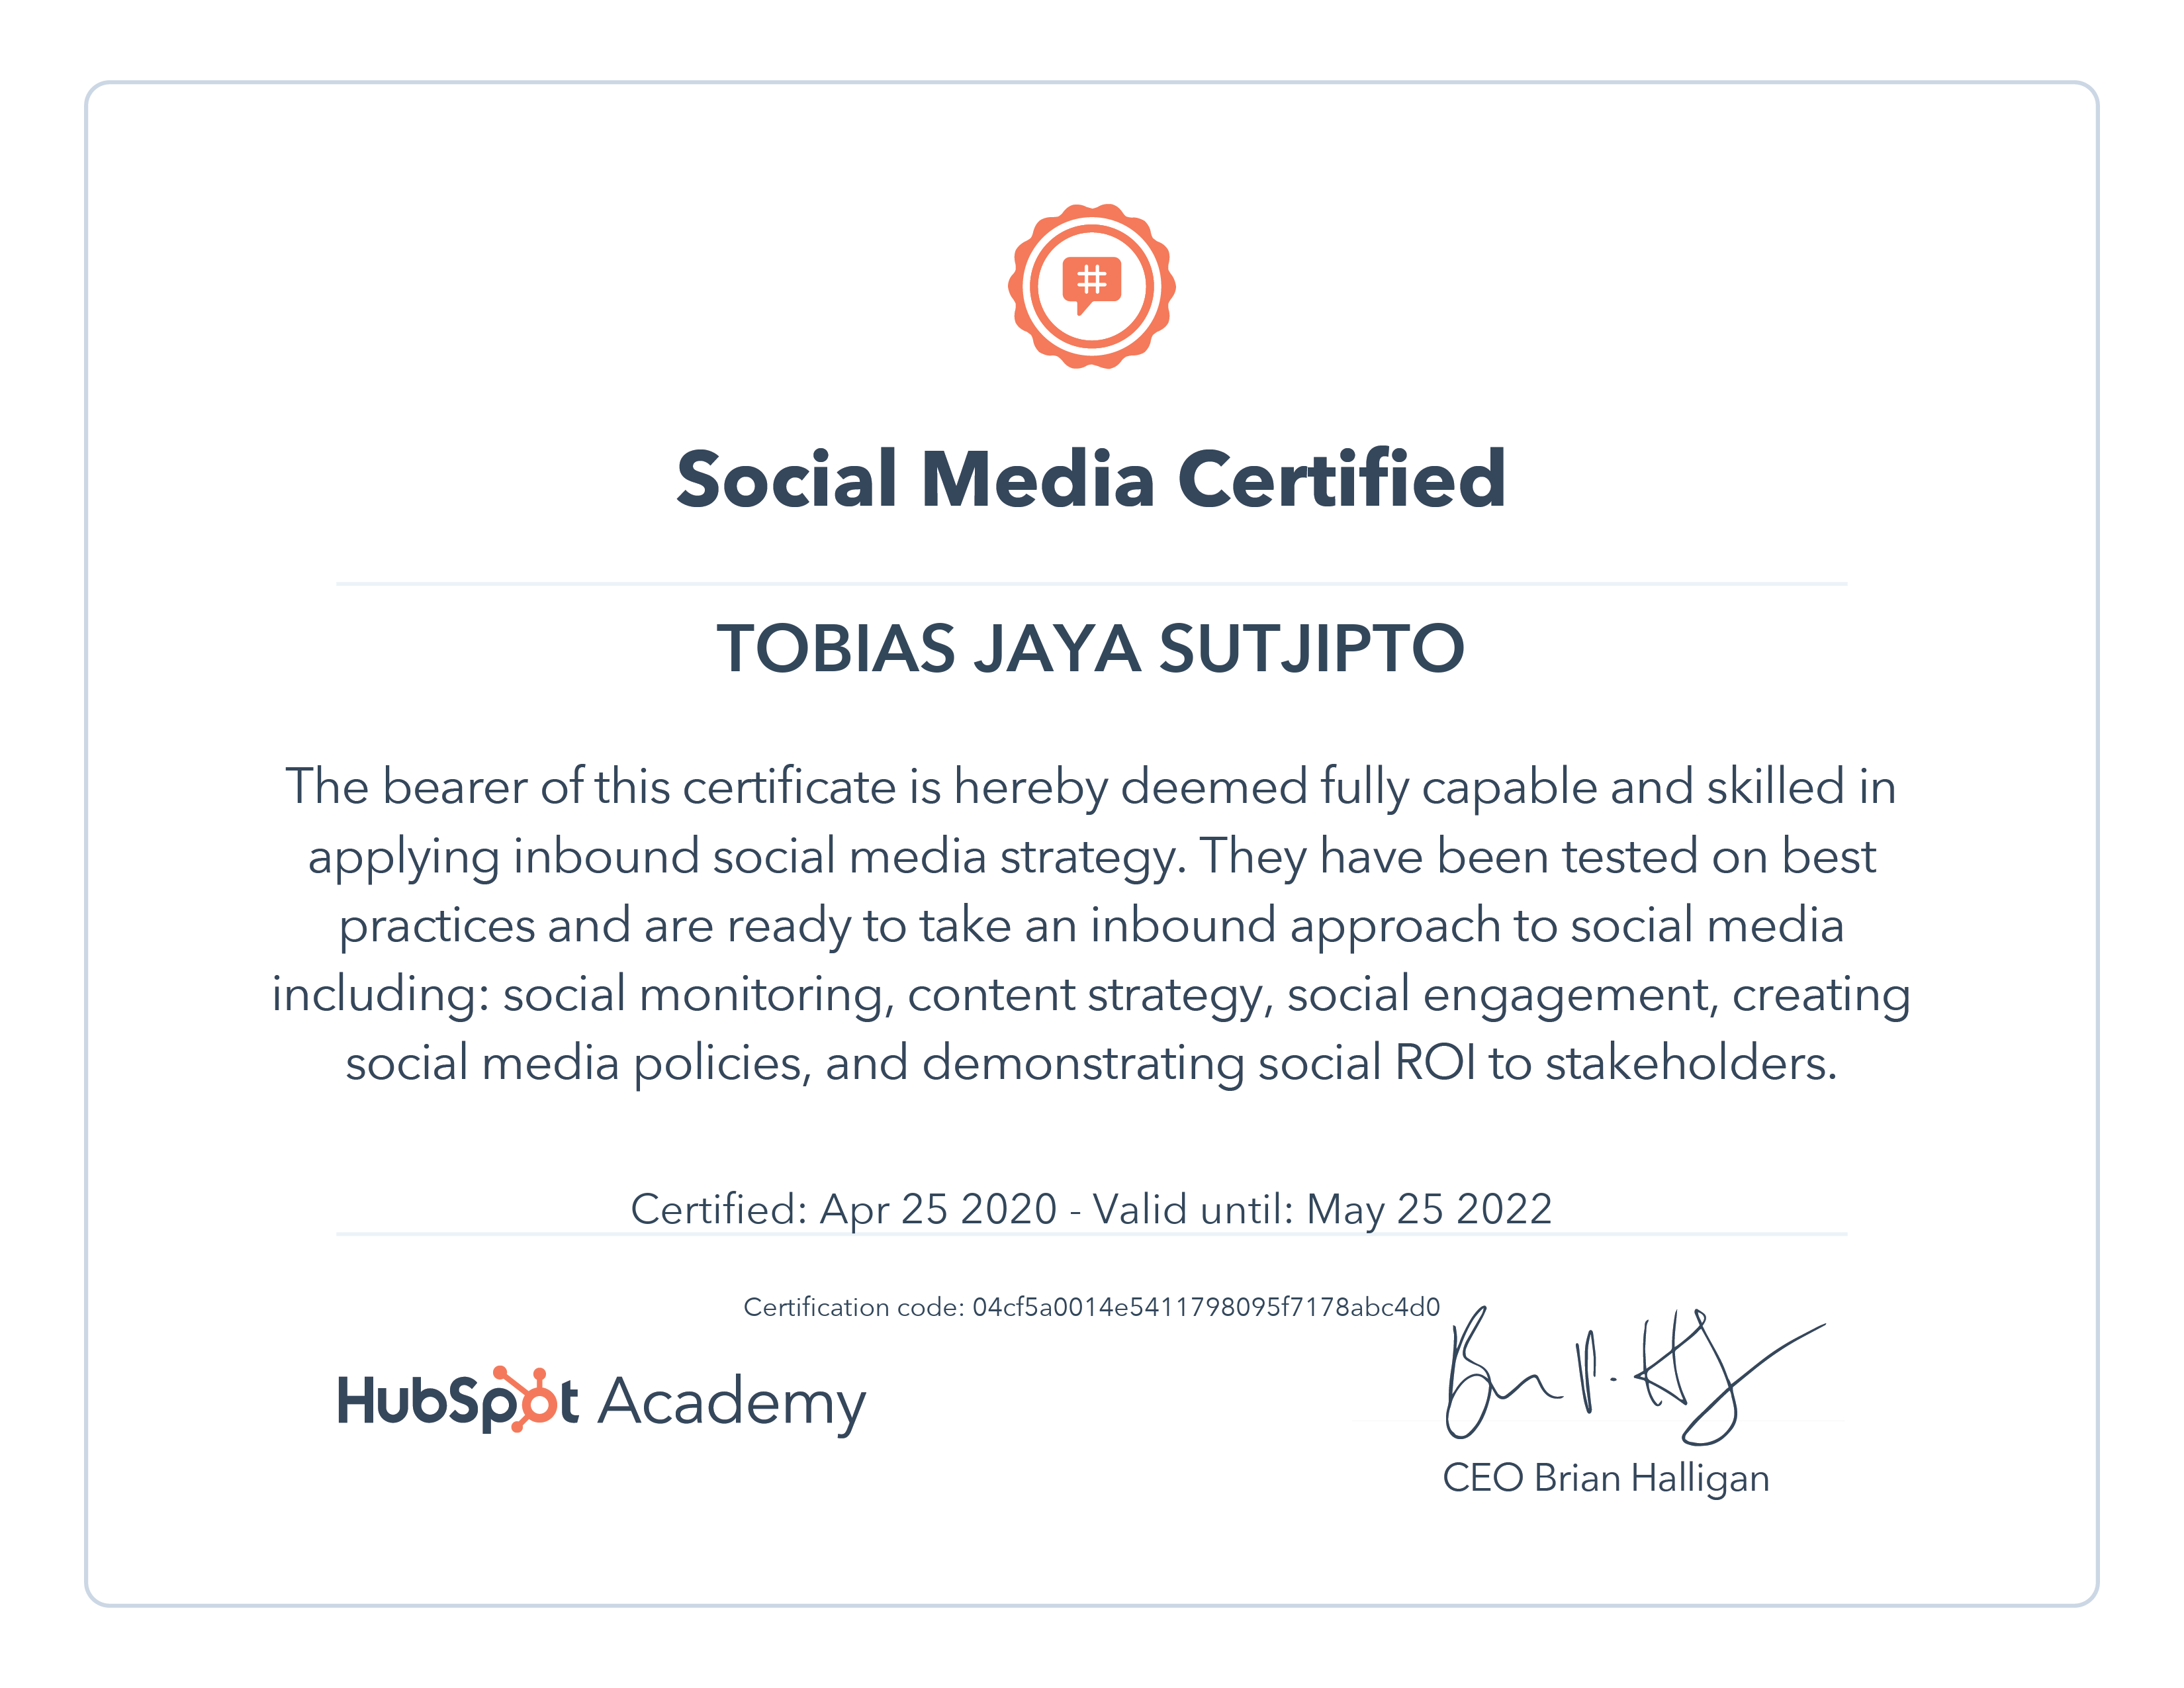 #
Social Media Certified
TOBIAS JAYA SUTJIPTO
The bearer of this certificate is hereby deemed fully capable and skilled in
applying inbound social media strategy. They have been tested on best
practices and are ready to take an inbound approach to social media
including: social monitoring, content strategy, social engagement, creating
social media policies, and demonstrating social ROI to stakeholders.
Certified: Apr 25 2020 - Valid until: May 25 2022
Certification code: 04cf5a0014e5411798095f7178abc4d0
HubSpot Academy
CEO Brian Halligan